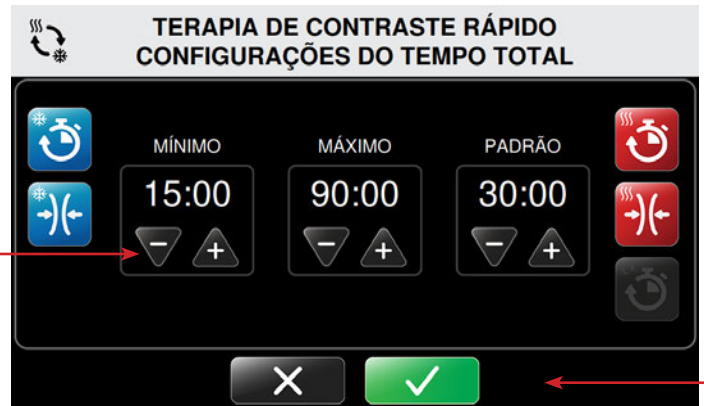 TERAPIA DE CONTRASTE RÁPIDO
CONFIGURAÇÕES DO TEMPO TOTAL
MÍNIMO MÁXIMO PADRÃO
15:00 90:00 30:00
− + − + − +